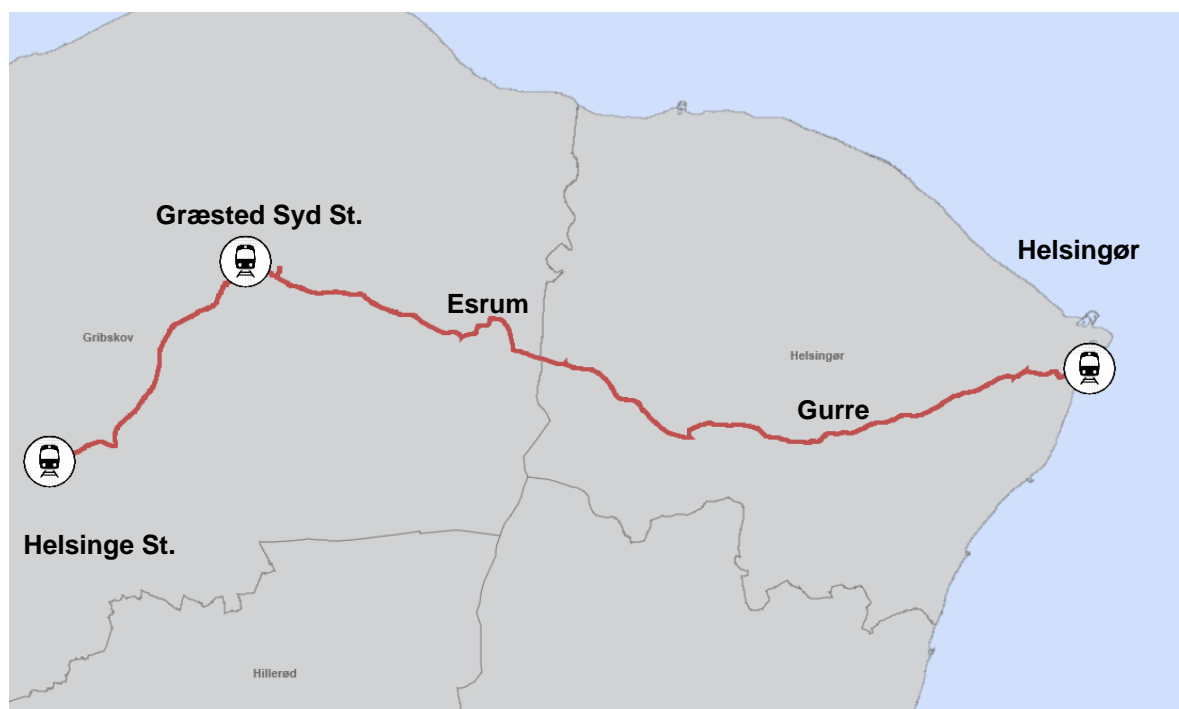 Græsted Syd St.
Helsingør
Esrum
Gribskov
Helsingør
Gurre
Helsinge St.
Hillerød